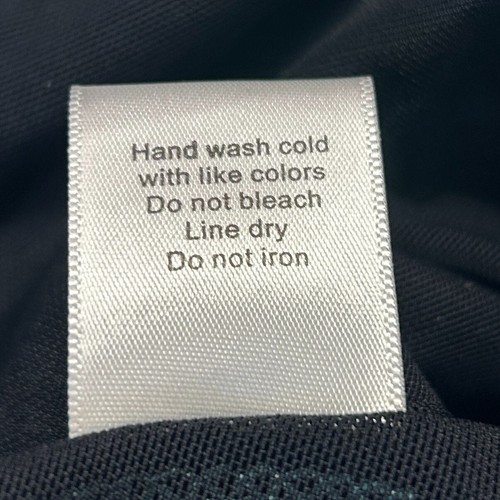 Hand wash cold
with like colors
Do not bleach
Line dry
Do not iron